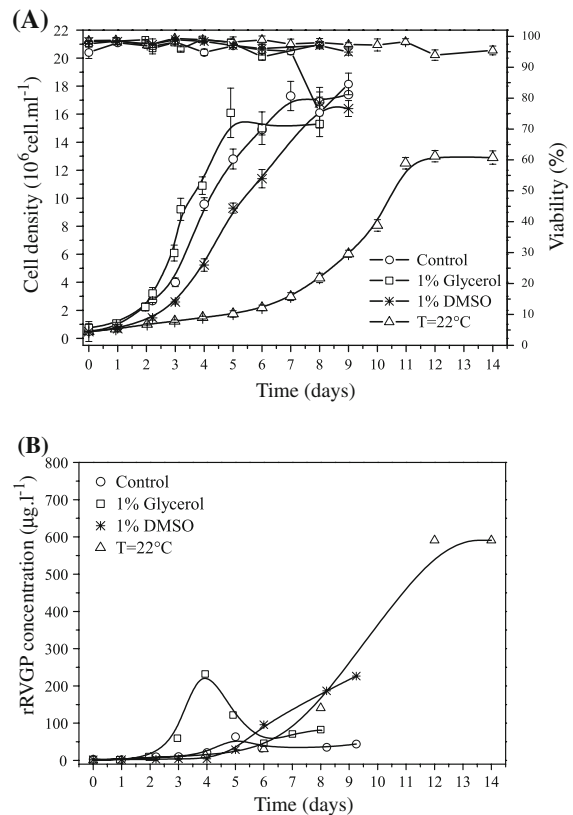 (A)
22
20
18
16
14
12
10
8
6
4
2
0
Cell density (10⁶cell.ml⁻¹)
100
90
80
70
60
50
40
30
20
10
0
Viability (%)
Control
1% Glycerol
1% DMSO
T=22°C
0 1 2 3 4 5 6 7 8 9 10 11 12 13 14
Time (days)
(B)
800
700
600
500
400
300
200
100
0
rRVGP concentration (µg.l⁻¹)
Control
1% Glycerol
1% DMSO
T=22°C
0 1 2 3 4 5 6 7 8 9 10 11 12 13 14
Time (days)